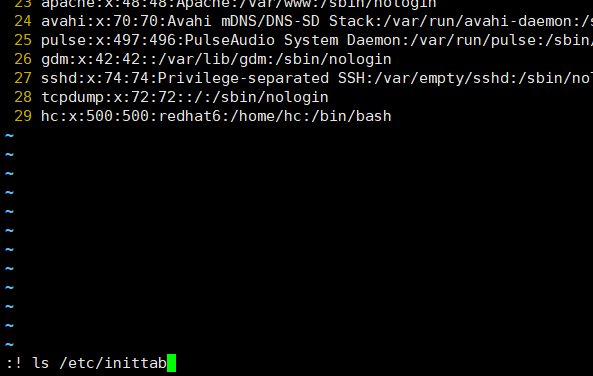 23 apache:x:48:48:Apache:/var/www:/sbin/nologin
24 avahi:x:70:70:Avahi mDNS/DNS-SD Stack:/var/run/avahi-daemon:/s
25 pulse:x:497:496:PulseAudio System Daemon:/var/run/pulse:/sbin/
26 gdm:x:42:42::/var/lib/gdm:/sbin/nologin
27 sshd:x:74:74:Privilege-separated SSH:/var/empty/sshd:/sbin/nol
28 tcpdump:x:72:72::/:/sbin/nologin
29 hc:x:500:500:redhat6:/home/hc:/bin/bash
~
~
~
~
~
~
~
~
~
~
~
~
:! ls /etc/inittab